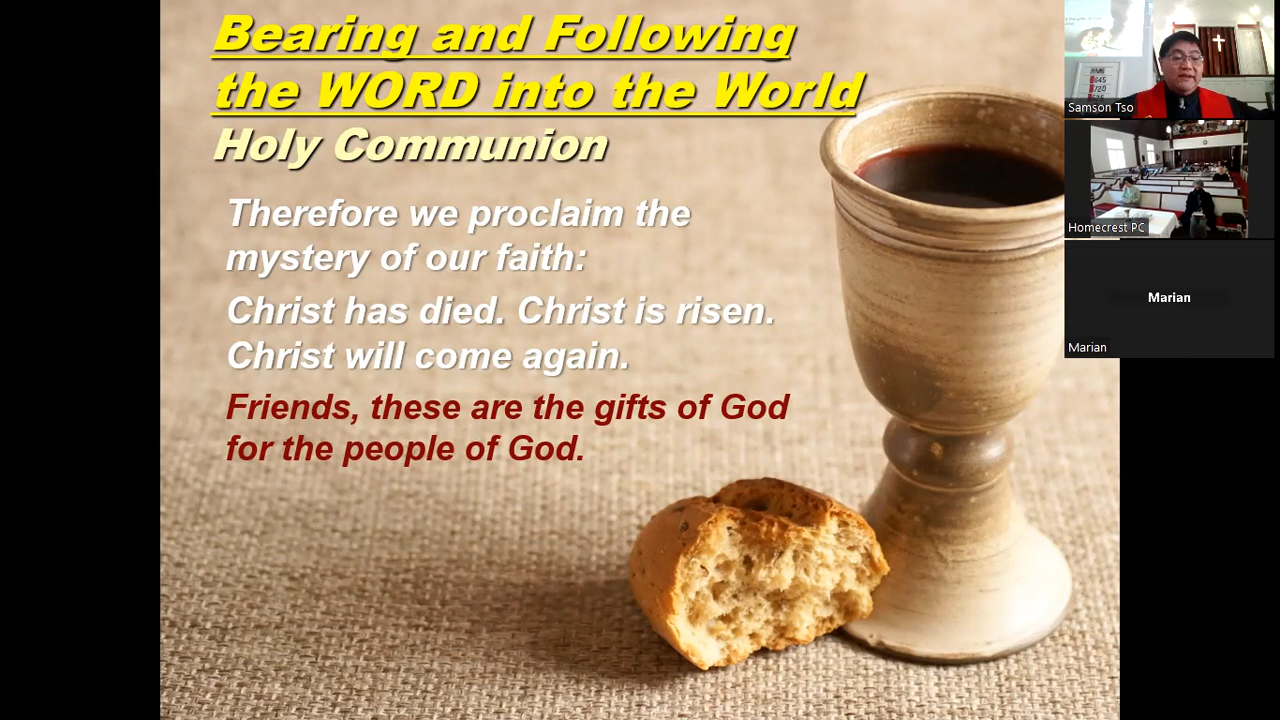 Bearing and Following
the WORD into the World
Holy Communion
Therefore we proclaim the
mystery of our faith:
Christ has died. Christ is risen.
Christ will come again.
Friends, these are the gifts of God
for the people of God.
Samson Tso
645
720
Homecrest PC
Marian
Marian